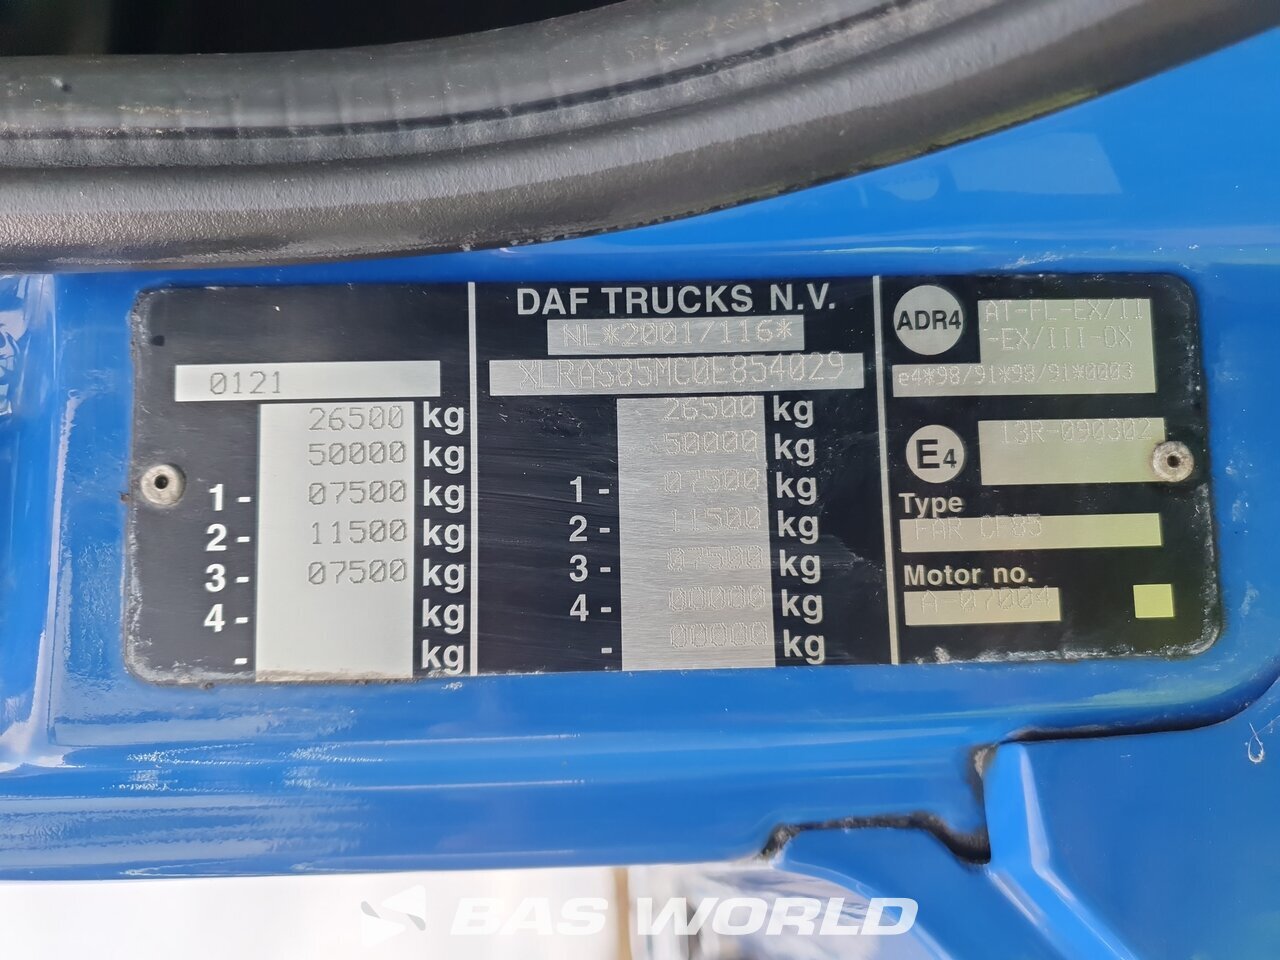 0121
26500 kg
50000 kg
1 - 07500 kg
2 - 11500 kg
3 - 07500 kg
4 - kg
- kg
DAF TRUCKS N.V.
NL*2001/116*
XLRAS85MC0E854029
26500 kg
50000 kg
1 - 07500 kg
2 - 11500 kg
3 - 07500 kg
4 - 00000 kg
- 00000 kg
ADR4
AT-FL-EX/II
-EX/III-OX
e4*98/91*98/91*0003
E4
13R-090302
Type
FAR CF85
Motor no.
A-07004
BAS WORLD